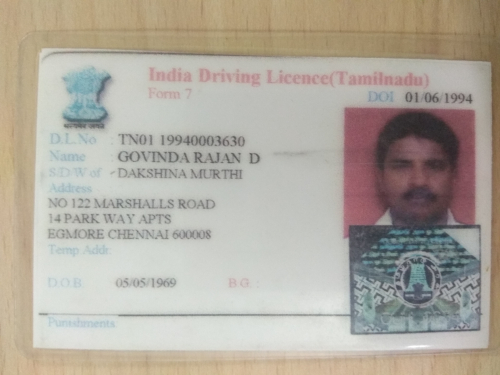 India Driving Licence(Tamilnadu)
Form 7
DOI 01/06/1994
D.L.No : TN01 19940003630
Name : GOVINDA RAJAN D
S/D/W of : DAKSHINA MURTHI
Address
NO 122 MARSHALLS ROAD
14 PARK WAY APTS
EGMORE CHENNAI 600008
Temp.Addr:
D.O.B. 05/05/1969 B.G. :
Punishments